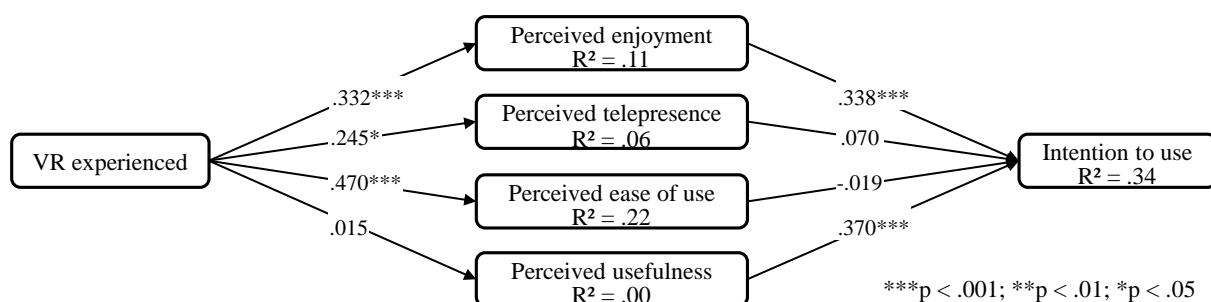 Perceived enjoyment
R² = .11
.332***
.338***
Perceived telepresence
R² = .06
.245*
.070
VR experienced
Intention to use
R² = .34
Perceived ease of use
R² = .22
.470***
-.019
.015
.370***
Perceived usefulness
R² = .00
***p < .001; **p < .01; *p < .05